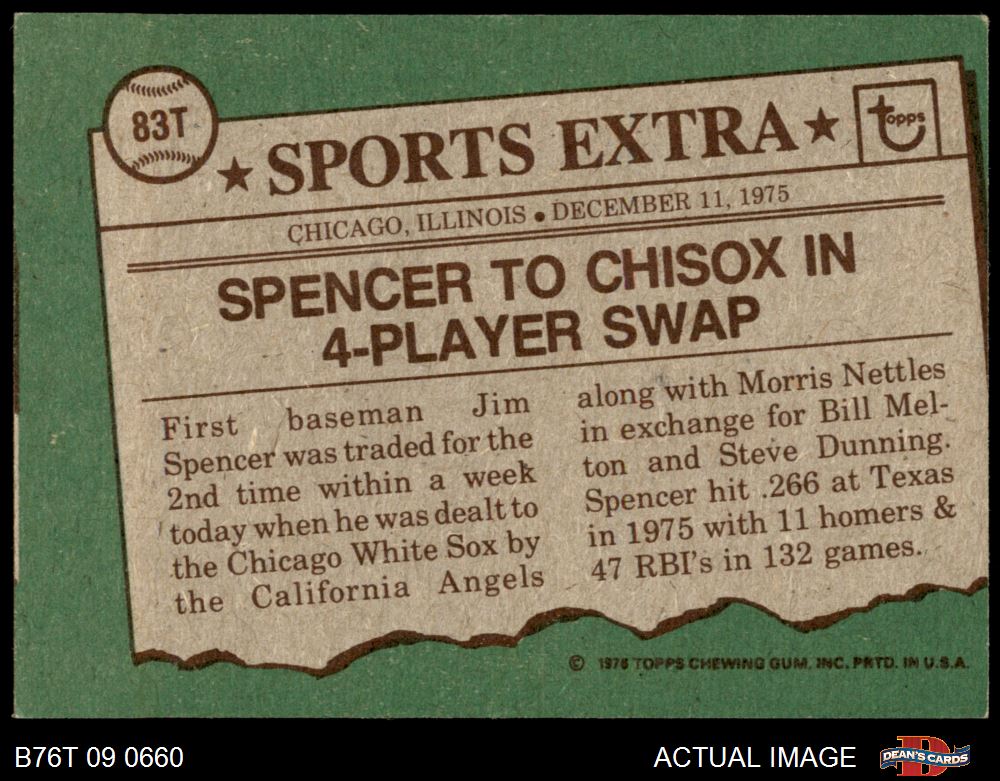 83T
★ SPORTS EXTRA ★
topps
CHICAGO, ILLINOIS • DECEMBER 11, 1975
SPENCER TO CHISOX IN
4-PLAYER SWAP
First baseman Jim
Spencer was traded for the
2nd time within a week
today when he was dealt to
the Chicago White Sox by
the California Angels
along with Morris Nettles
in exchange for Bill Mel-
ton and Steve Dunning.
Spencer hit .266 at Texas
in 1975 with 11 homers &
47 RBI's in 132 games.
© 1976 TOPPS CHEWING GUM, INC. PRTD. IN U.S.A.
B76T 09 0660
ACTUAL IMAGE
DEAN'S CARDS